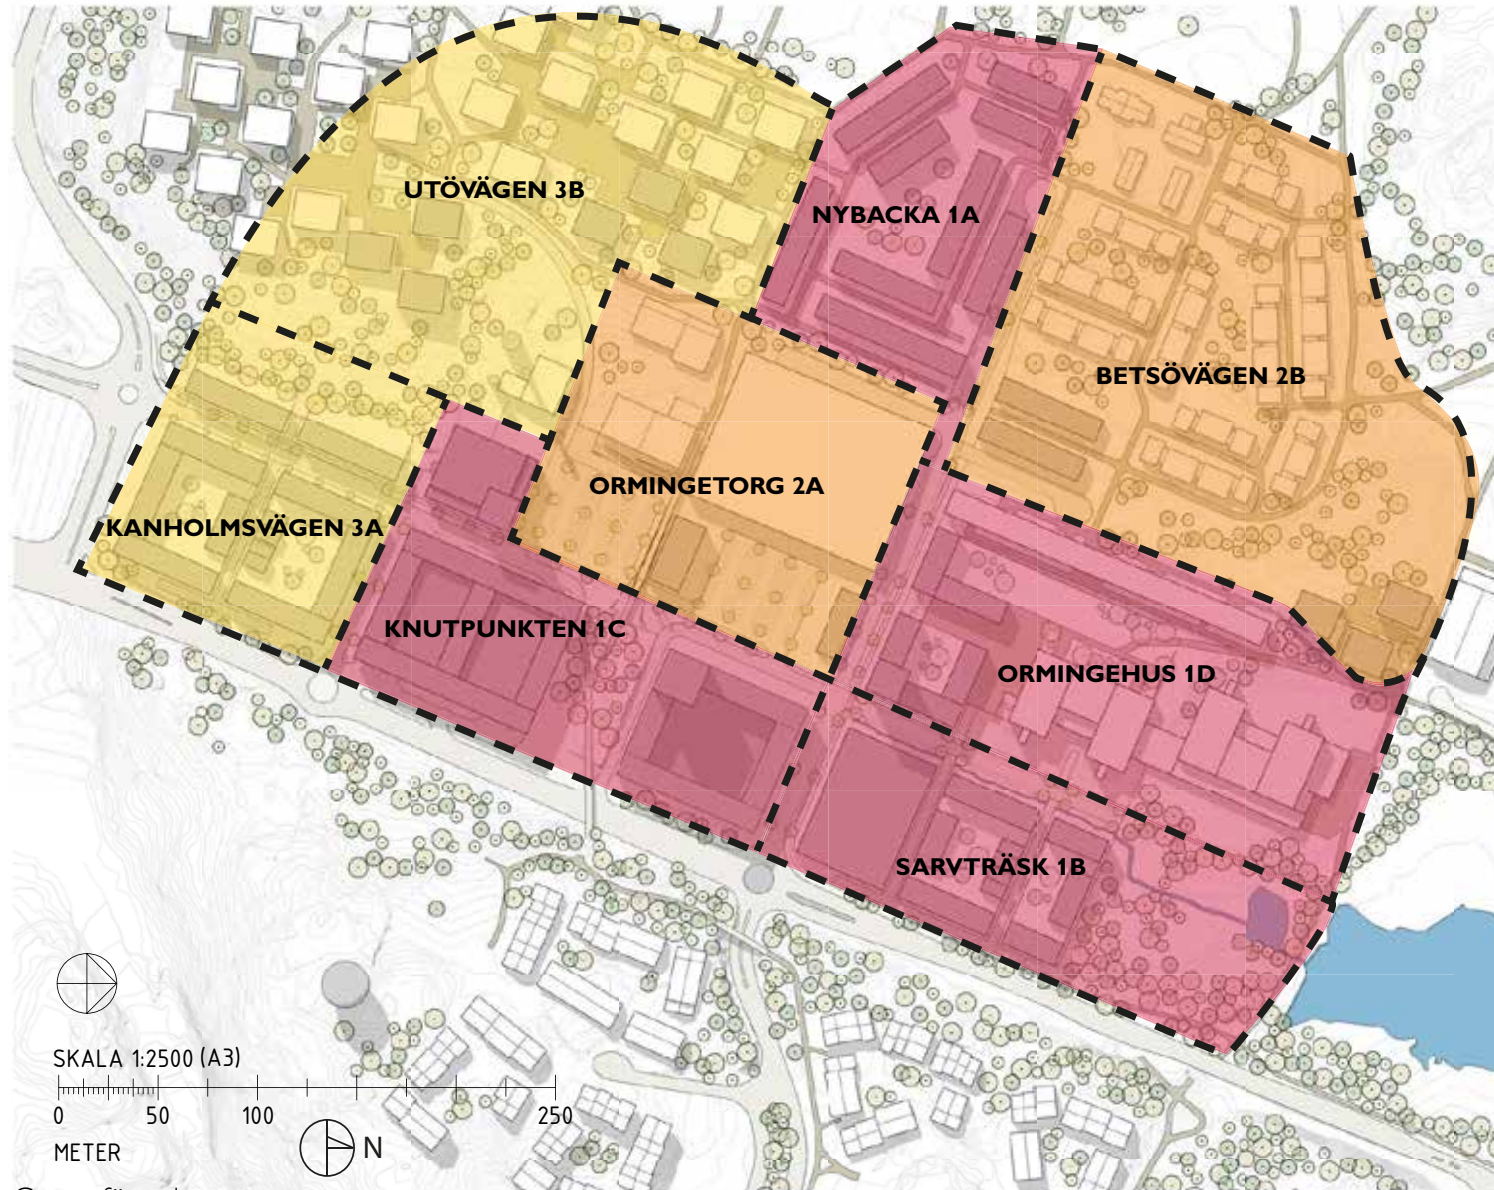 UTÖVÄGEN 3B
NYBACKA 1A
BETSÖVÄGEN 2B
ORMINGETORG 2A
KANHOLMSVÄGEN 3A
KNUTPUNKTEN 1C
ORMINGEHUS 1D
SARVTRÄSK 1B
SKALA 1:2500 (A3)
0 50 100 250
METER
N